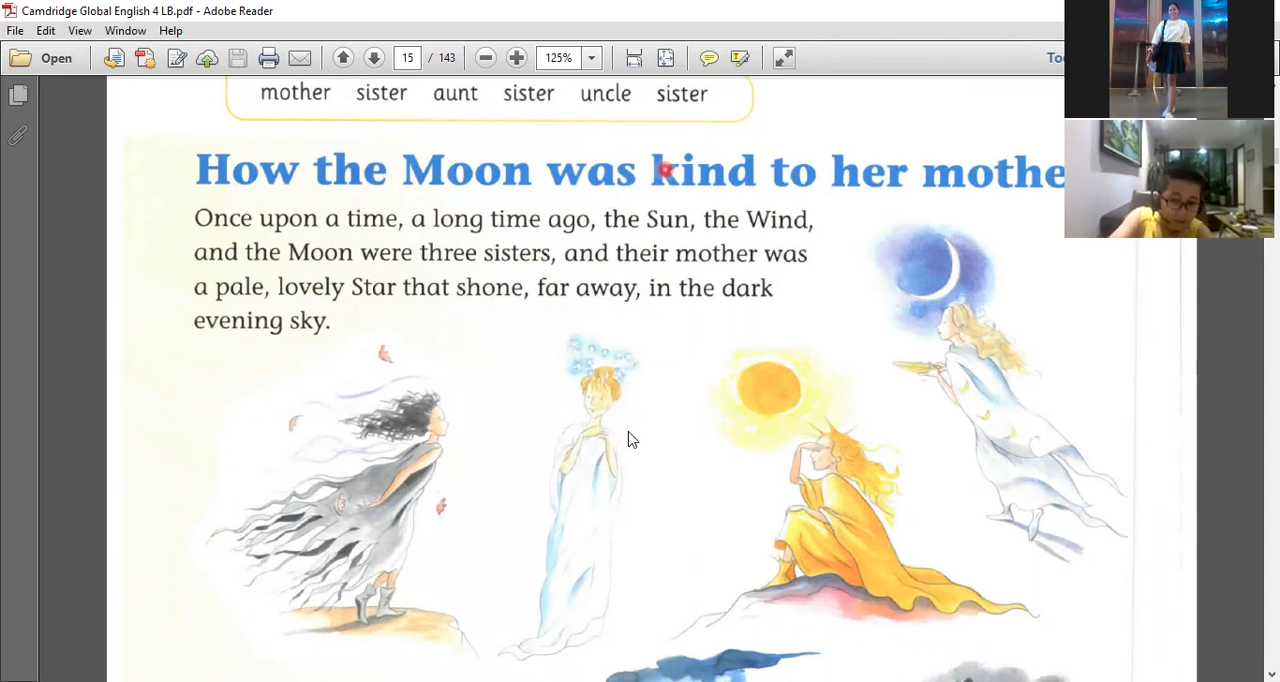 Camdridge Global English 4 LB.pdf - Adobe Reader
File Edit View Window Help
Open 15 / 143 125%
mother sister aunt sister uncle sister
How the Moon was kind to her mothe
Once upon a time, a long time ago, the Sun, the Wind,
and the Moon were three sisters, and their mother was
a pale, lovely Star that shone, far away, in the dark
evening sky.